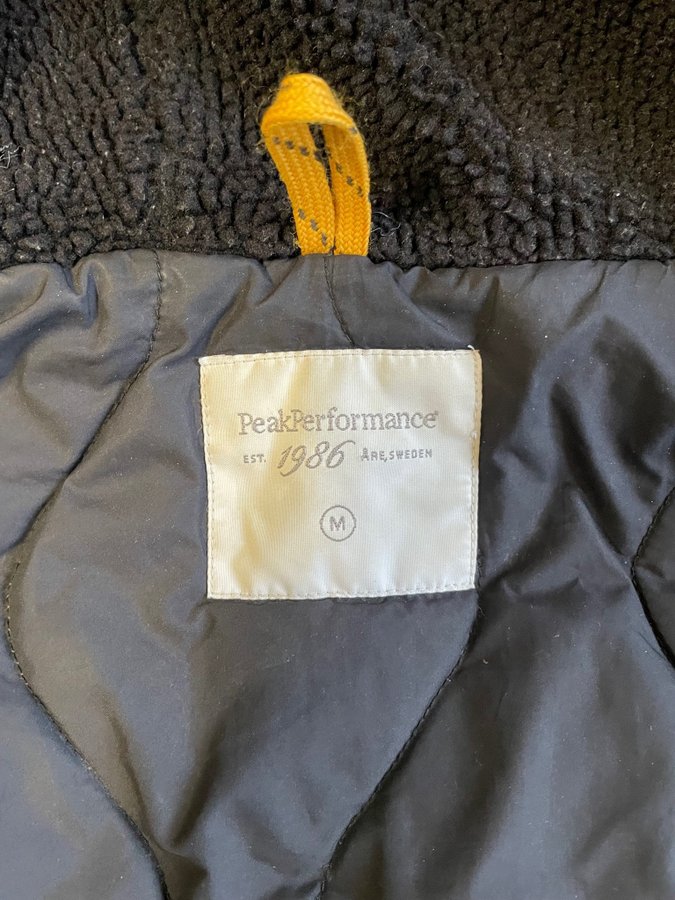 PeakPerformance®
EST. 1986 ÅRE, SWEDEN
M